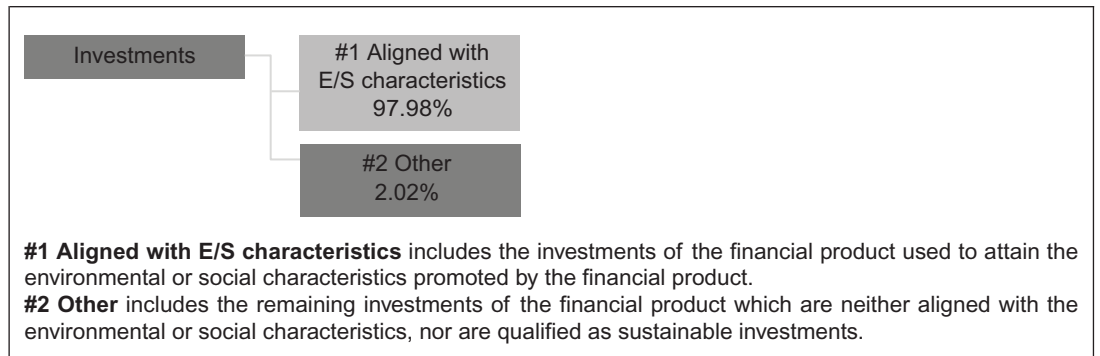 Investments
#1 Aligned with
E/S characteristics
97.98%
#2 Other
2.02%
#1 Aligned with E/S characteristics includes the investments of the financial product used to attain the
environmental or social characteristics promoted by the financial product.
#2 Other includes the remaining investments of the financial product which are neither aligned with the
environmental or social characteristics, nor are qualified as sustainable investments.